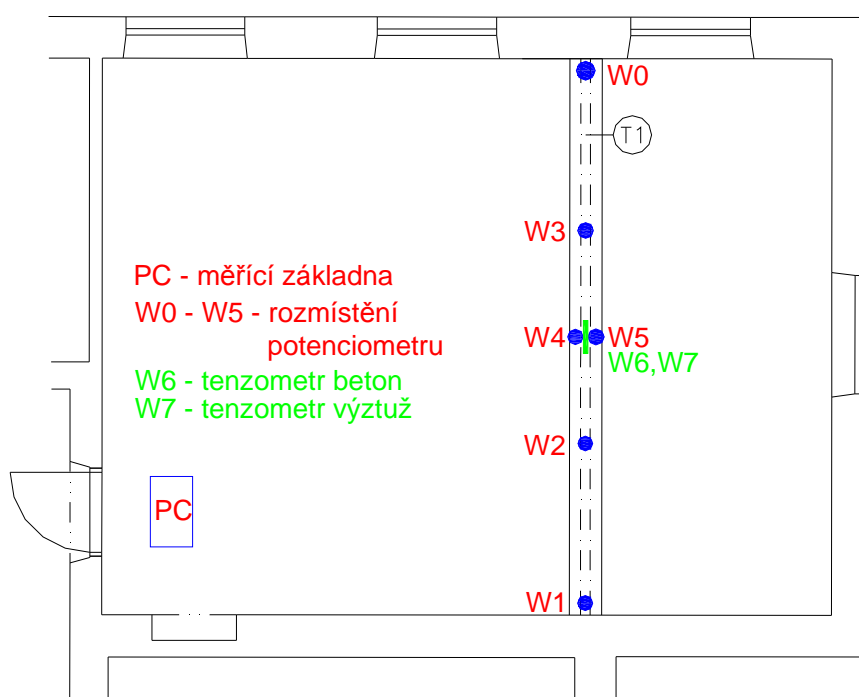 W0
T1
W3
PC - měřící základna
W0 - W5 - rozmístění
potenciometru
W4
W5
W6,W7
W6 - tenzometr beton
W7 - tenzometr výztuž
W2
PC
W1